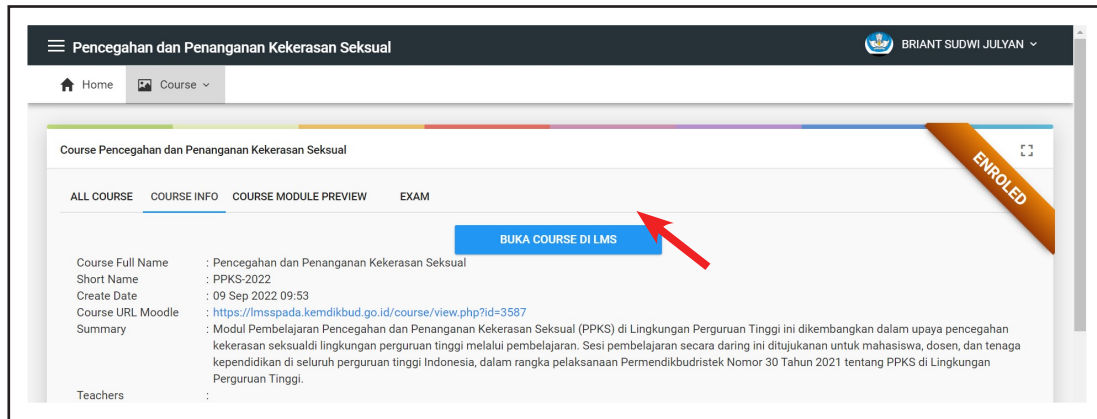 Pencegahan dan Penanganan Kekerasan Seksual
BRIANT SUDWI JULYAN
Home Course
Course Pencegahan dan Penanganan Kekerasan Seksual
ENROLED
ALL COURSE COURSE INFO COURSE MODULE PREVIEW EXAM
BUKA COURSE DI LMS
Course Full Name : Pencegahan dan Penanganan Kekerasan Seksual
Short Name : PPKS-2022
Create Date : 09 Sep 2022 09:53
Course URL Moodle : https://lmsspada.kemdikbud.go.id/course/view.php?id=3587
Summary : Modul Pembelajaran Pencegahan dan Penanganan Kekerasan Seksual (PPKS) di Lingkungan Perguruan Tinggi ini dikembangkan dalam upaya pencegahan
kekerasan seksualdi lingkungan perguruan tinggi melalui pembelajaran. Sesi pembelajaran secara daring ini ditujukanan untuk mahasiswa, dosen, dan tenaga
kependidikan di seluruh perguruan tinggi Indonesia, dalam rangka pelaksanaan Permendikbudristek Nomor 30 Tahun 2021 tentang PPKS di Lingkungan
Perguruan Tinggi.
Teachers :